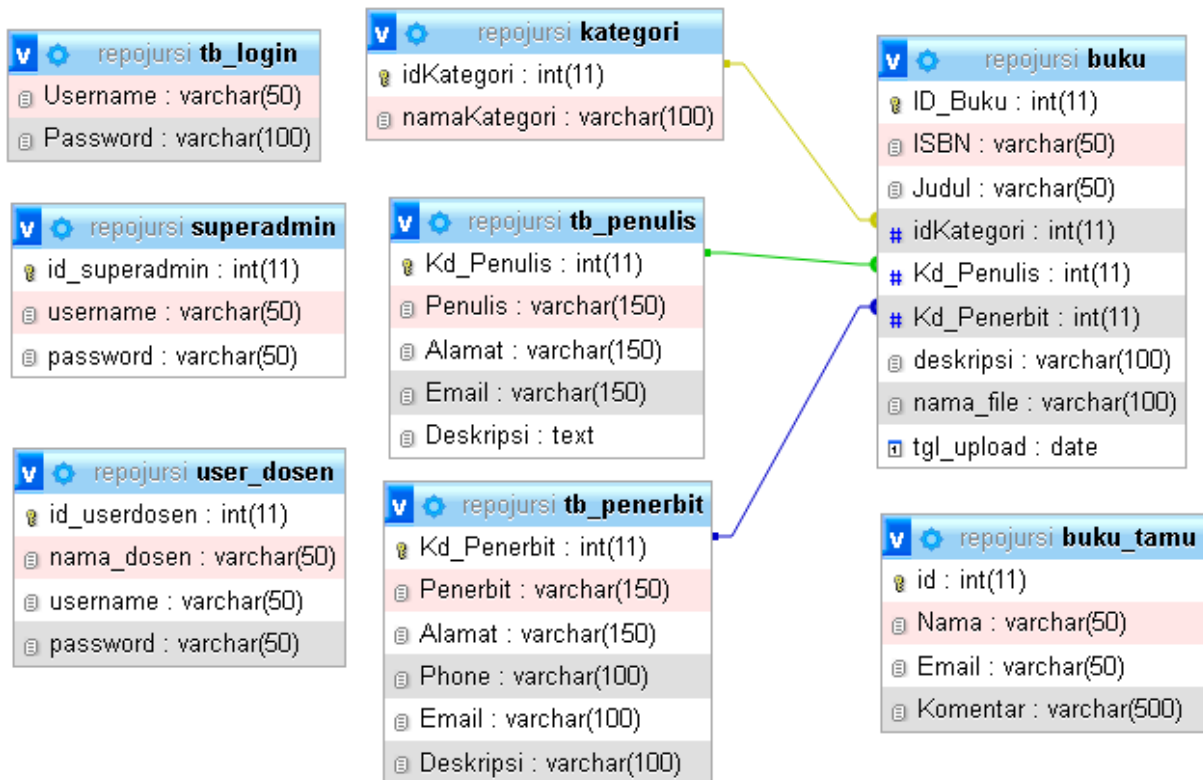 repojursi tb_login
Username : varchar(50)
Password : varchar(100)
repojursi superadmin
id_superadmin : int(11)
username : varchar(50)
password : varchar(50)
repojursi user_dosen
id_userdosen : int(11)
nama_dosen : varchar(50)
username : varchar(50)
password : varchar(50)
repojursi kategori
idKategori : int(11)
namaKategori : varchar(100)
repojursi tb_penulis
Kd_Penulis : int(11)
Penulis : varchar(150)
Alamat : varchar(150)
Email : varchar(150)
Deskripsi : text
repojursi tb_penerbit
Kd_Penerbit : int(11)
Penerbit : varchar(150)
Alamat : varchar(150)
Phone : varchar(100)
Email : varchar(100)
Deskripsi : varchar(100)
repojursi buku
ID_Buku : int(11)
ISBN : varchar(50)
Judul : varchar(50)
# idKategori : int(11)
# Kd_Penulis : int(11)
# Kd_Penerbit : int(11)
deskripsi : varchar(100)
nama_file : varchar(100)
tgl_upload : date
repojursi buku_tamu
id : int(11)
Nama : varchar(50)
Email : varchar(50)
Komentar : varchar(500)